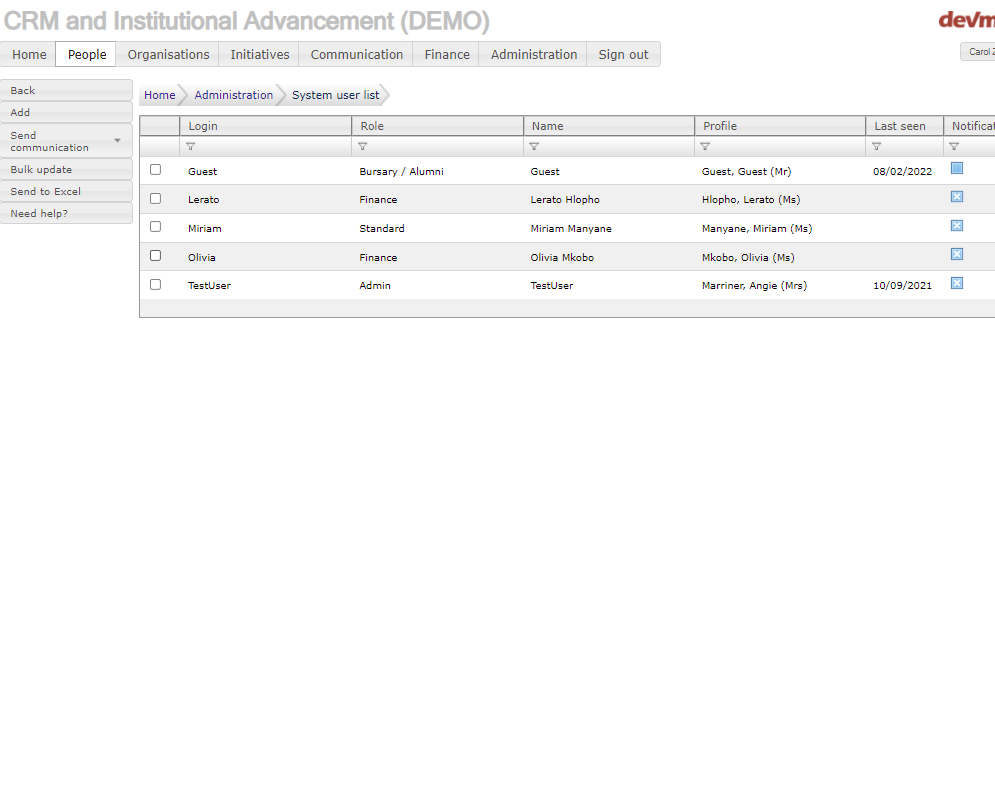 CRM and Institutional Advancement (DEMO)
devm
Home People Organisations Initiatives Communication Finance Administration Sign out
Carol
Back
Add
Send communication
Bulk update
Send to Excel
Need help?
Home Administration System user list
Login Role Name Profile Last seen Notificat
Guest Bursary / Alumni Guest Guest, Guest (Mr) 08/02/2022
Lerato Finance Lerato Hlopho Hlopho, Lerato (Ms)
Miriam Standard Miriam Manyane Manyane, Miriam (Ms)
Olivia Finance Olivia Mkobo Mkobo, Olivia (Ms)
TestUser Admin TestUser Marriner, Angie (Mrs) 10/09/2021